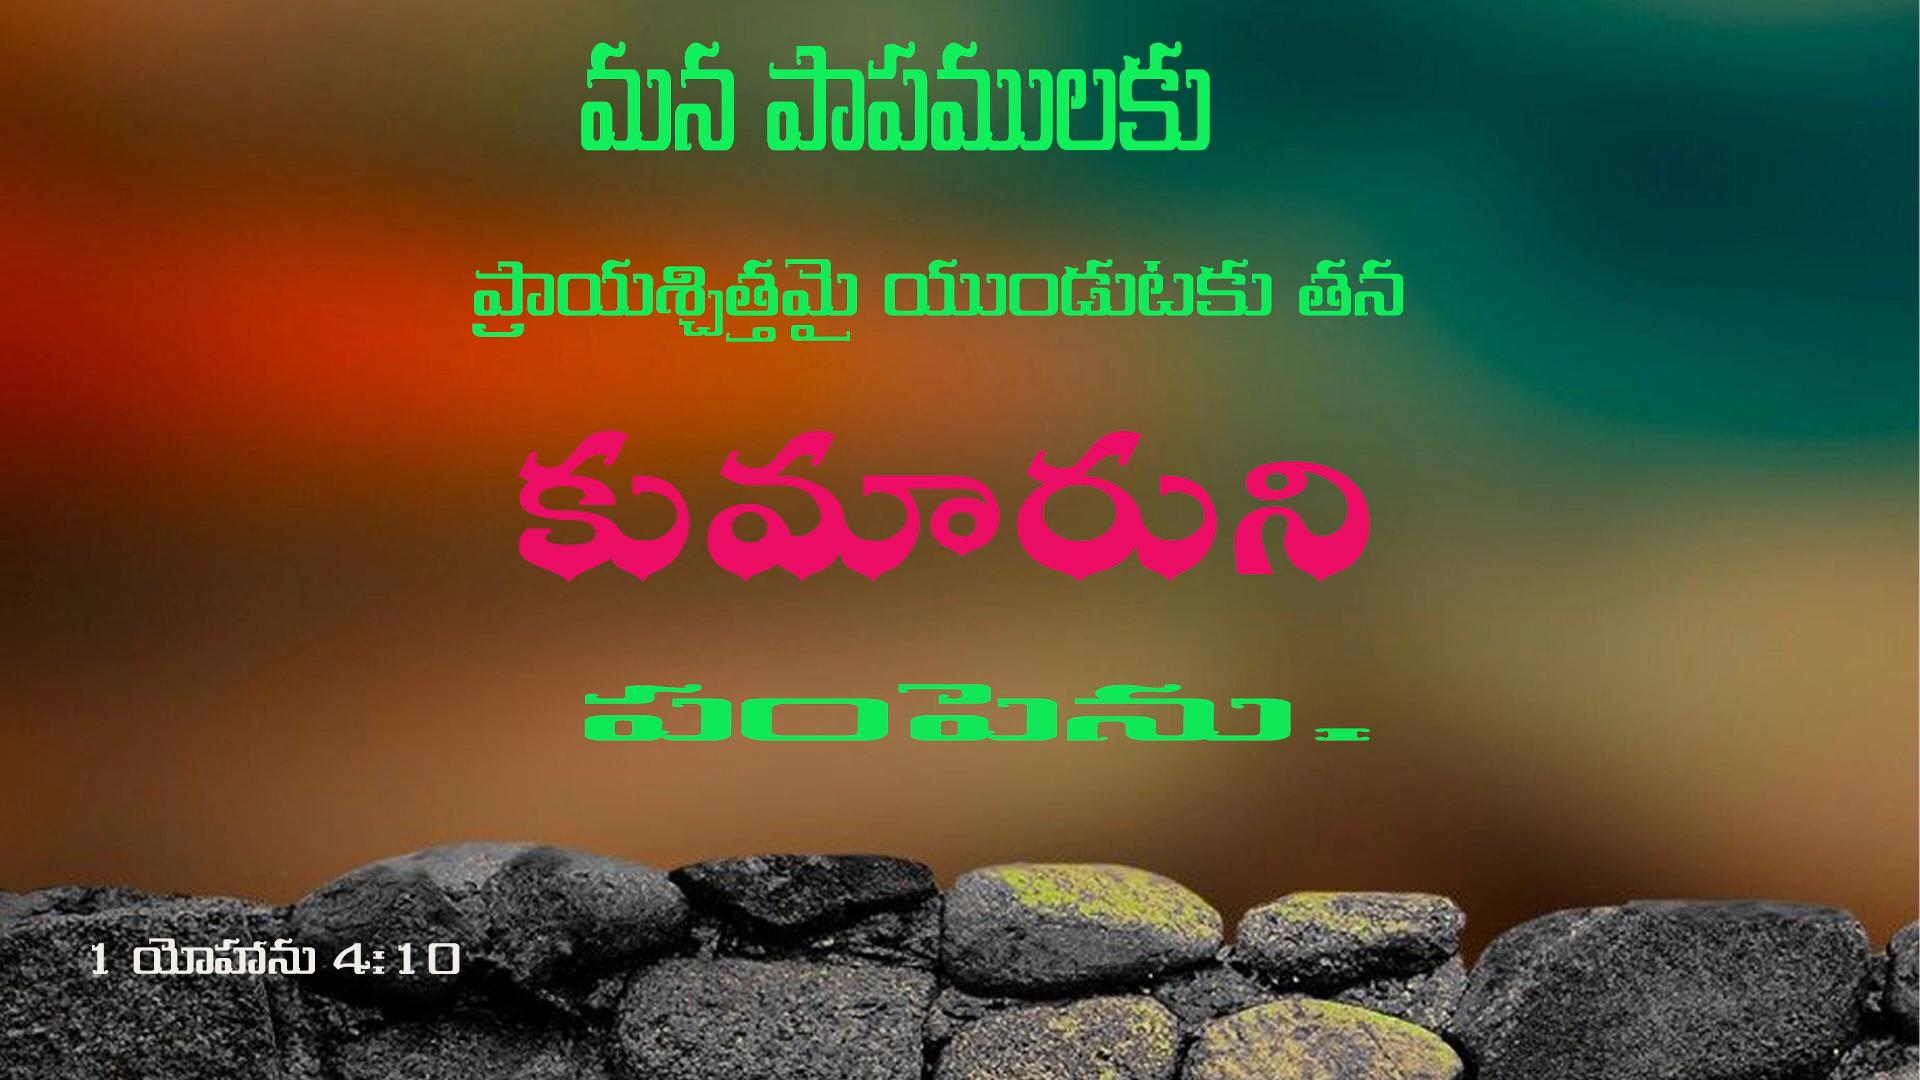 మన పాపములకు
ప్రాయశ్చిత్తమై యుండుటకు తన
కుమారుని
పంపెను.
1 యోహాను 4:10